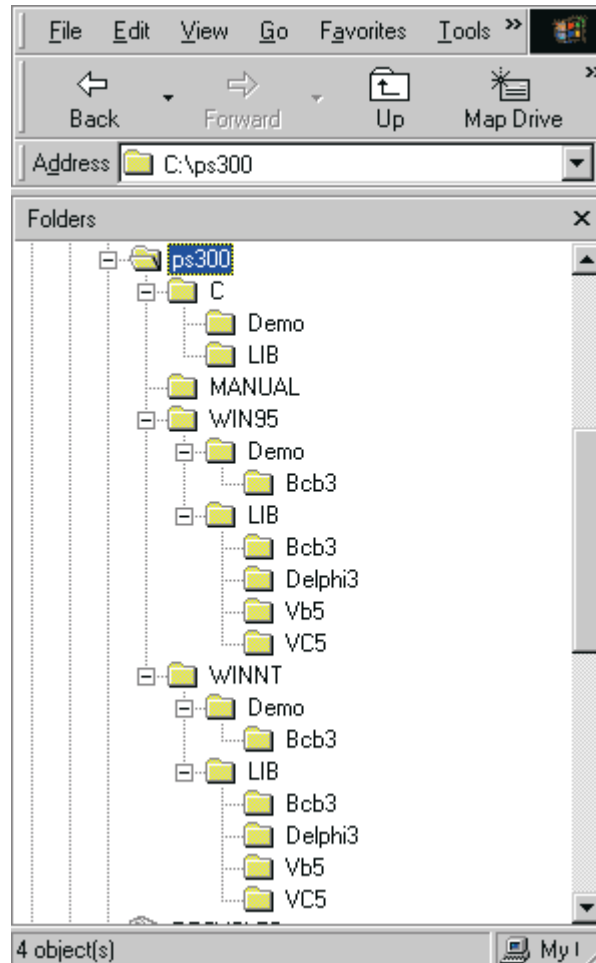 File Edit View Go Favorites Tools »
»
Back Forward Up Map Drive
Address C:\ps300
Folders
ps300
C
Demo
LIB
MANUAL
WIN95
Demo
Bcb3
LIB
Bcb3
Delphi3
Vb5
VC5
WINNT
Demo
Bcb3
LIB
Bcb3
Delphi3
Vb5
VC5
4 object(s) My